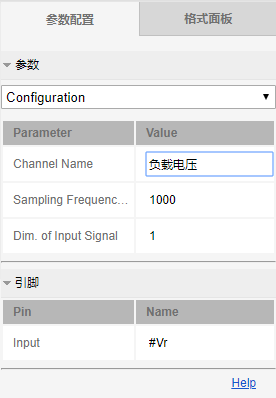 参数配置 格式面板
参数
Configuration
Parameter Value
Channel Name 负载电压
Sampling Frequenc... 1000
Dim. of Input Signal 1
引脚
Pin Name
Input #Vr
Help